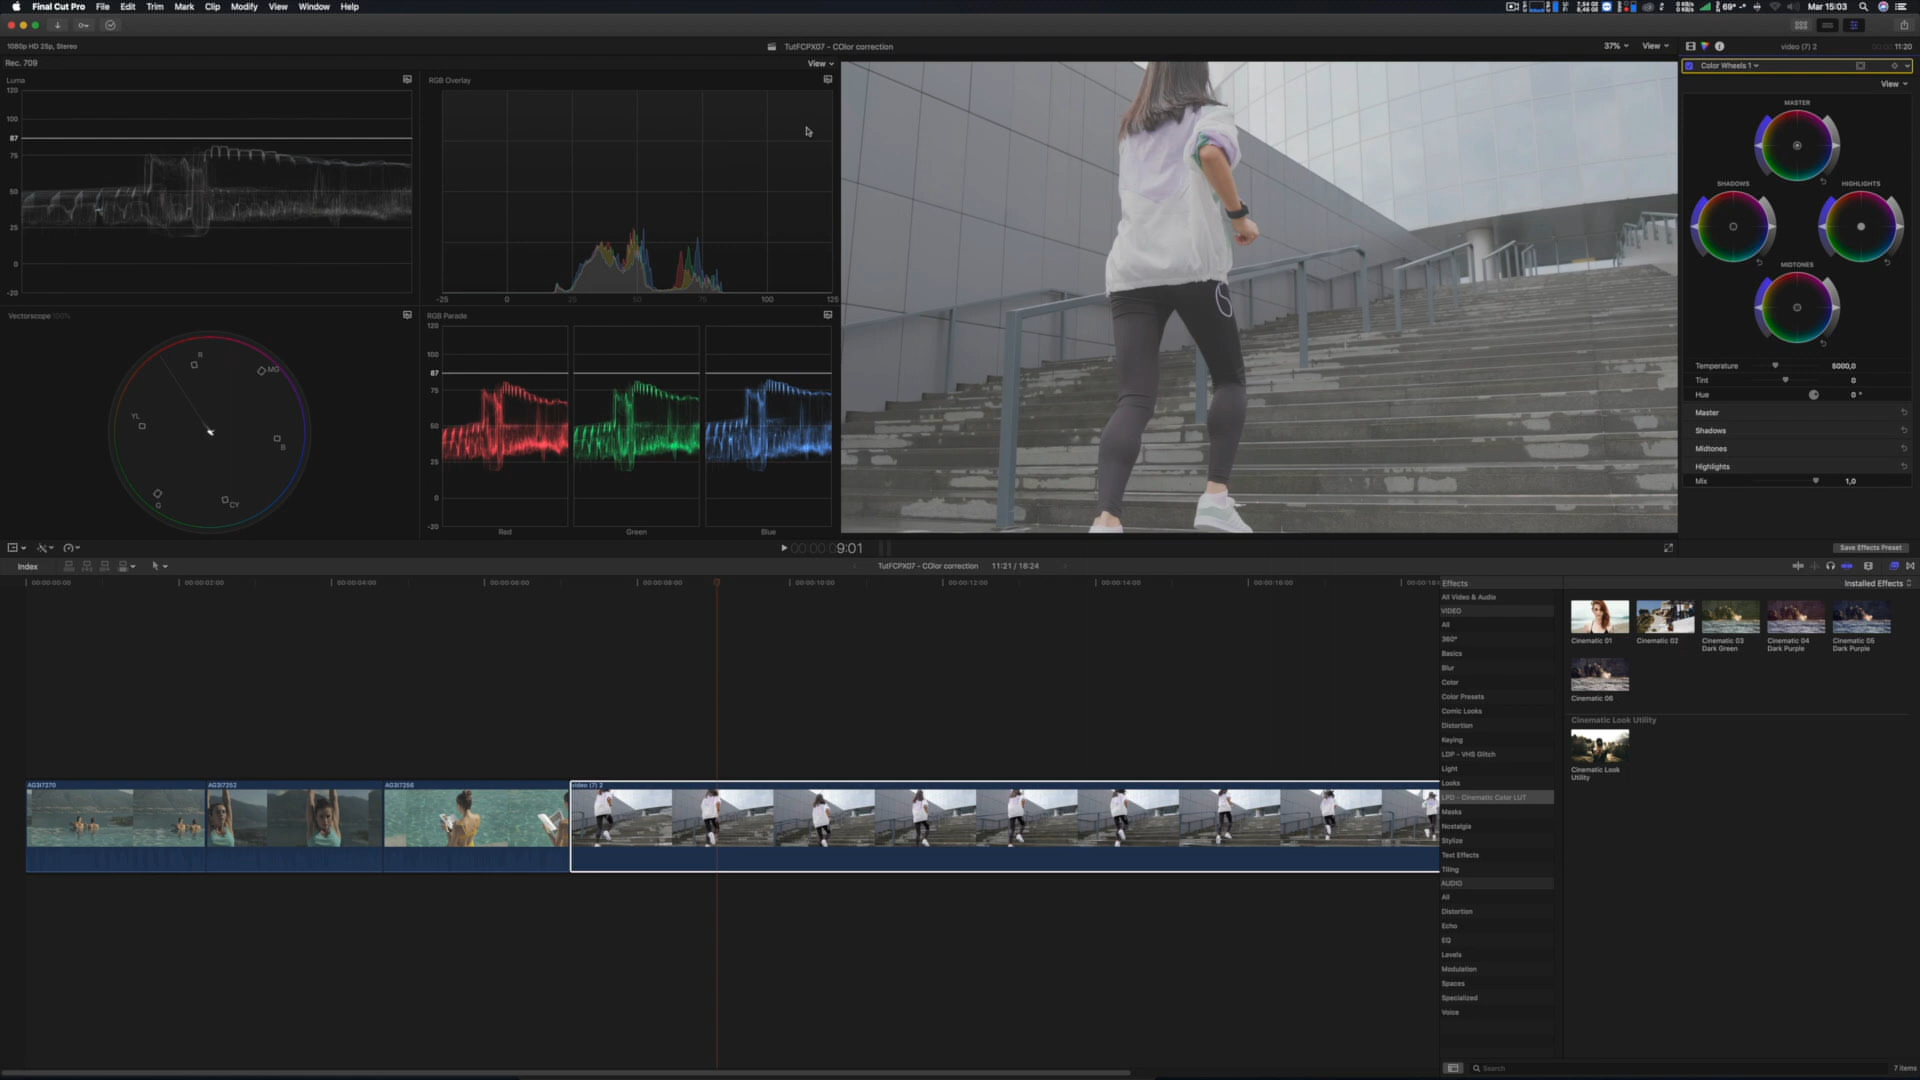 Final Cut Pro File Edit Trim Mark Clip Modify View Window Help
Mar 15:03
1080p HD 25p, Stereo
TutFCPX07 - COlor correction
37% View
video (7) 2
11:20
Rec. 709
View
Color Wheels 1
View
Luma
120
100
87
75
50
25
0
-20
RGB Overlay
-25 0 25 50 75 100 125
Vectorscope 100%
R
MG
YL
B
G
CY
RGB Parade
120
100
87
75
50
25
0
-20
Red Green Blue
MASTER
SHADOWS
HIGHLIGHTS
MIDTONES
Temperature 5000,0
Tint 0
Hue 0 °
Master
Shadows
Midtones
Highlights
Mix 1,0
00:00:00 09:01
Save Effects Preset
Index
TutFCPX07 - COlor correction 11:21 / 16:24
00:00:00:00 00:00:02:00 00:00:04:00 00:00:06:00 00:00:08:00 00:00:10:00 00:00:12:00 00:00:14:00 00:00:16:00
AG3I7270
AG3I7252
AG3I7256
video (7) 2
Effects
Installed Effects
All Video & Audio
VIDEO
All
360°
Basics
Blur
Color
Color Presets
Comic Looks
Distortion
Keying
LDP - VHS Glitch
Light
Looks
LPD - Cinematic Color LUT
Masks
Nostalgia
Stylize
Text Effects
Tiling
AUDIO
All
Distortion
Echo
EQ
Levels
Modulation
Spaces
Specialized
Voice
Cinematic 01
Cinematic 02
Cinematic 03 Dark Green
Cinematic 04 Dark Purple
Cinematic 05 Dark Purple
Cinematic 06
Cinematic Look Utility
Cinematic Look Utility
Search
7 items